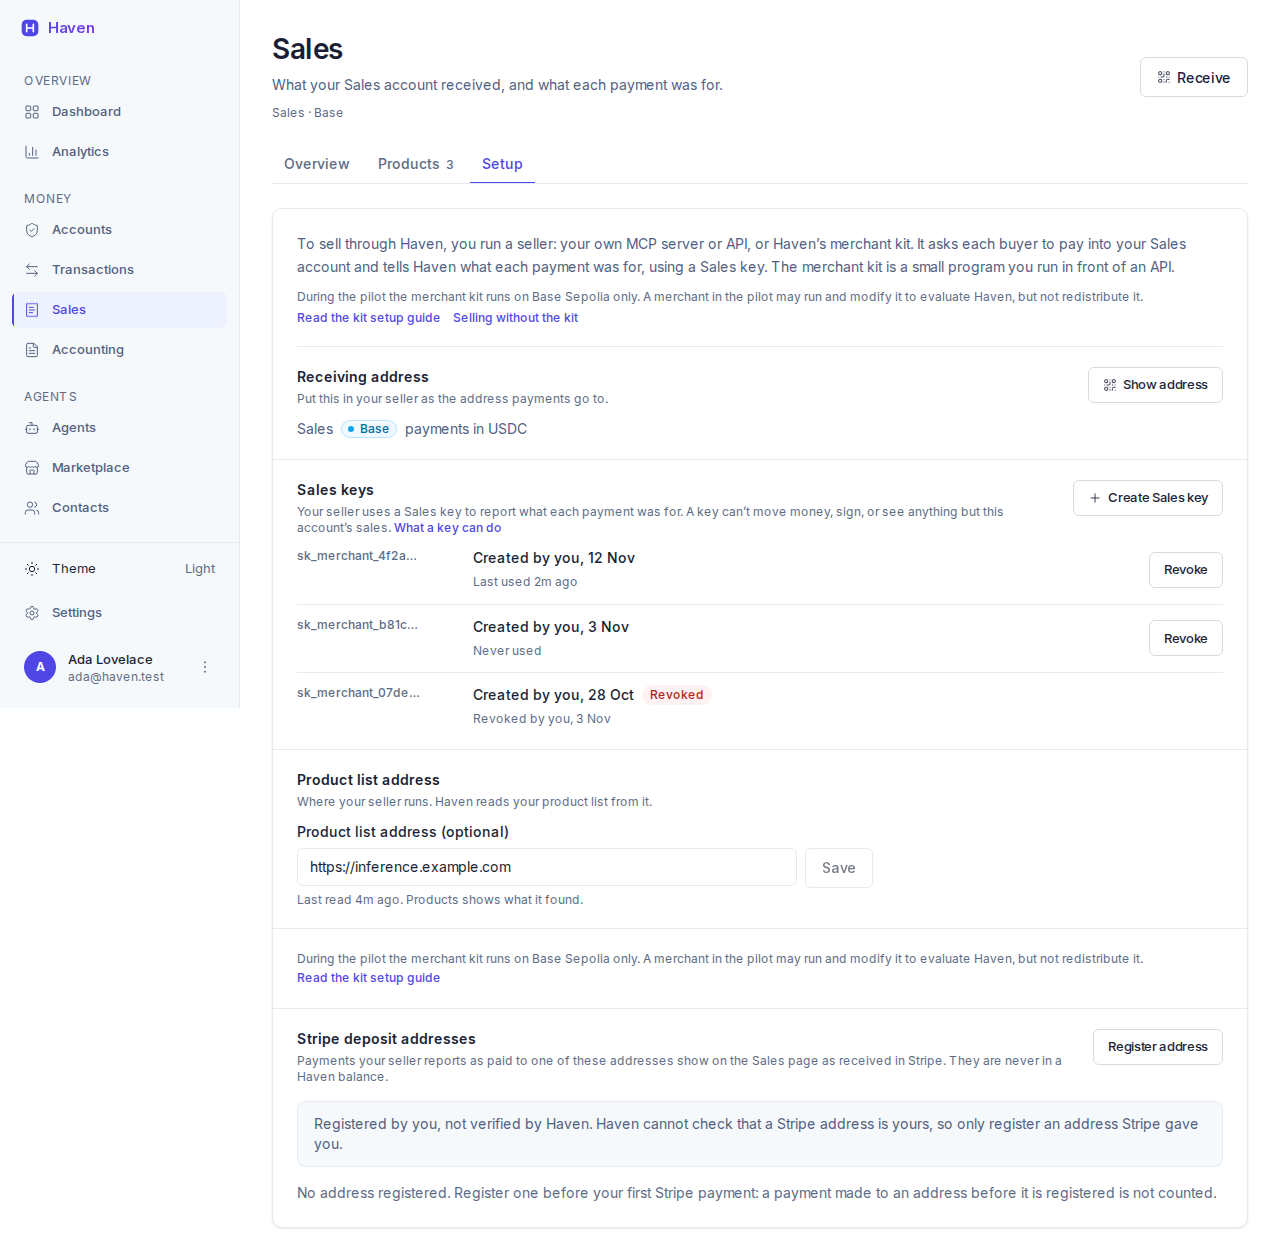 Haven
OVERVIEW
Dashboard
Analytics
MONEY
Accounts
Transactions
Sales
Accounting
AGENTS
Agents
Marketplace
Contacts
Theme Light
Settings
A
Ada Lovelace
ada@haven.test
Sales
What your Sales account received, and what each payment was for.
Sales · Base
Receive
Overview Products 3 Setup
To sell through Haven, you run a seller: your own MCP server or API, or Haven’s merchant kit. It asks each buyer to pay into your Sales
account and tells Haven what each payment was for, using a Sales key. The merchant kit is a small program you run in front of an API.
During the pilot the merchant kit runs on Base Sepolia only. A merchant in the pilot may run and modify it to evaluate Haven, but not redistribute it.
Read the kit setup guide Selling without the kit
Receiving address
Put this in your seller as the address payments go to.
Show address
Sales Base payments in USDC
Sales keys
Your seller uses a Sales key to report what each payment was for. A key can’t move money, sign, or see anything but this
account’s sales. What a key can do
Create Sales key
sk_merchant_4f2a… Created by you, 12 Nov
Last used 2m ago
Revoke
sk_merchant_b81c… Created by you, 3 Nov
Never used
Revoke
sk_merchant_07de… Created by you, 28 Oct Revoked
Revoked by you, 3 Nov
Product list address
Where your seller runs. Haven reads your product list from it.
Product list address (optional)
https://inference.example.com Save
Last read 4m ago. Products shows what it found.
During the pilot the merchant kit runs on Base Sepolia only. A merchant in the pilot may run and modify it to evaluate Haven, but not redistribute it.
Read the kit setup guide
Stripe deposit addresses
Payments your seller reports as paid to one of these addresses show on the Sales page as received in Stripe. They are never in a
Haven balance.
Register address
Registered by you, not verified by Haven. Haven cannot check that a Stripe address is yours, so only register an address Stripe gave
you.
No address registered. Register one before your first Stripe payment: a payment made to an address before it is registered is not counted.